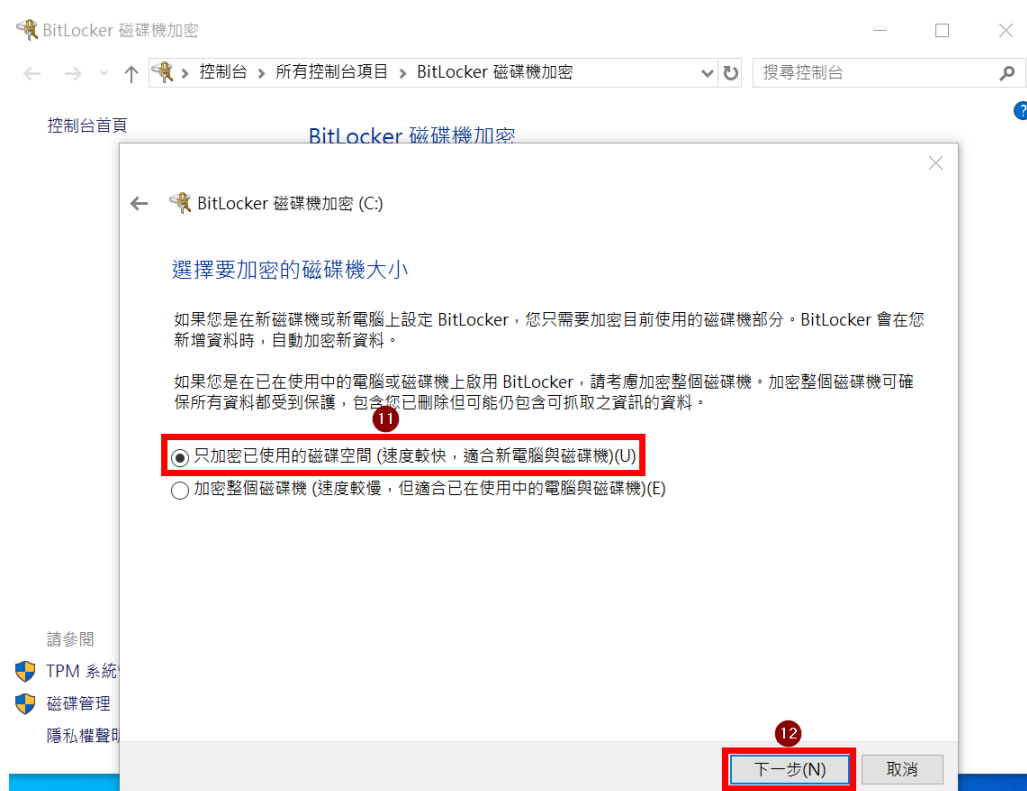 BitLocker 磁碟機加密
控制台 › 所有控制台項目 › BitLocker 磁碟機加密
搜尋控制台
控制台首頁
BitLocker 磁碟機加密
?
BitLocker 磁碟機加密 (C:)
選擇要加密的磁碟機大小
如果您是在新磁碟機或新電腦上設定 BitLocker，您只需要加密目前使用的磁碟機部分。BitLocker 會在您
新增資料時，自動加密新資料。
如果您是在已在使用中的電腦或磁碟機上啟用 BitLocker，請考慮加密整個磁碟機。加密整個磁碟機可確
保所有資料都受到保護，包含您已刪除但可能仍包含可抓取之資訊的資料。
11
只加密已使用的磁碟空間 (速度較快，適合新電腦與磁碟機)(U)
加密整個磁碟機 (速度較慢，但適合已在使用中的電腦與磁碟機)(E)
請參閱
TPM 系統
磁碟管理
隱私權聲明
12
下一步(N)
取消